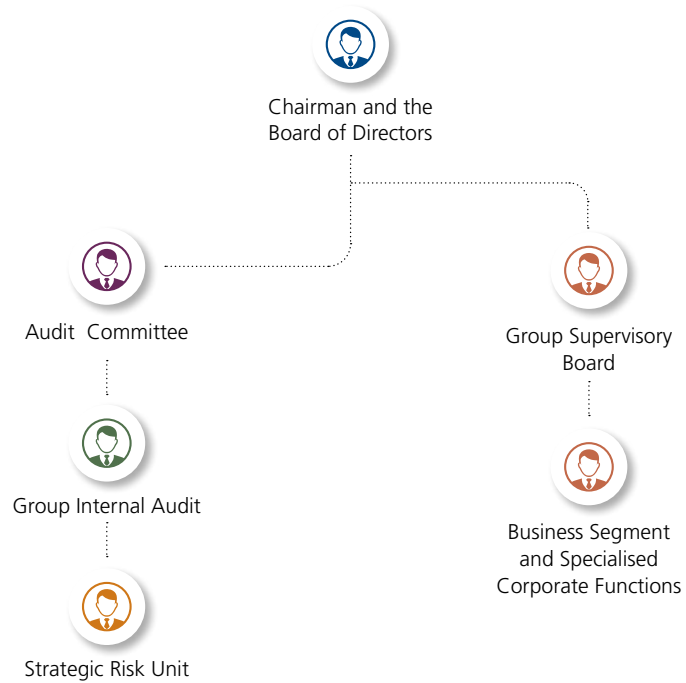 Chairman and the
Board of Directors
Audit Committee
Group Supervisory
Board
Group Internal Audit
Business Segment
and Specialised
Corporate Functions
Strategic Risk Unit